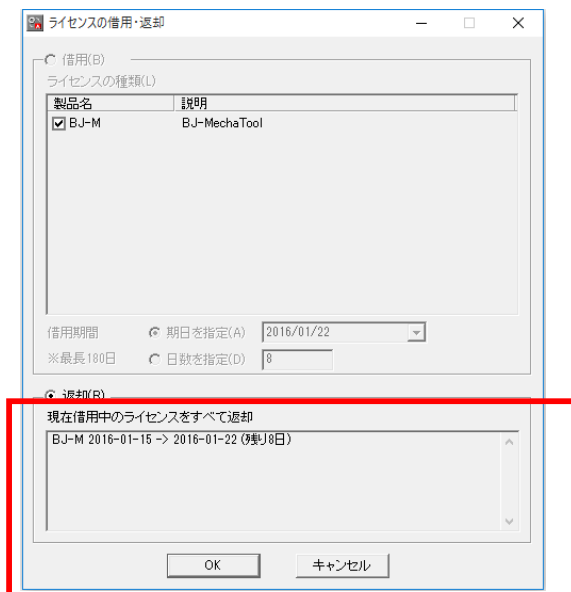 ライセンスの借用・返却
借用(B)
ライセンスの種類(L)
製品名 説明
BJ-M BJ-MechaTool
借用期間 期日を指定(A) 2016/01/22
※最長180日 日数を指定(D) 8
返却(R)
現在借用中のライセンスをすべて返却
BJ-M 2016-01-15 -> 2016-01-22 (残り8日)
OK キャンセル